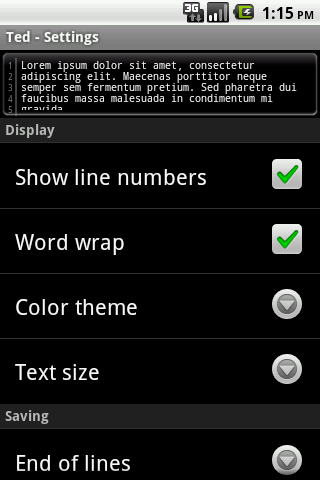 3G 1:15 PM
Ted - Settings
1 Lorem ipsum dolor sit amet, consectetur
2 adipiscing elit. Maecenas porttitor neque
3 semper sem fermentum pretium. Sed pharetra dui
4 faucibus massa malesuada in condimentum mi
5 gravida
Display
Show line numbers
Word wrap
Color theme
Text size
Saving
End of lines